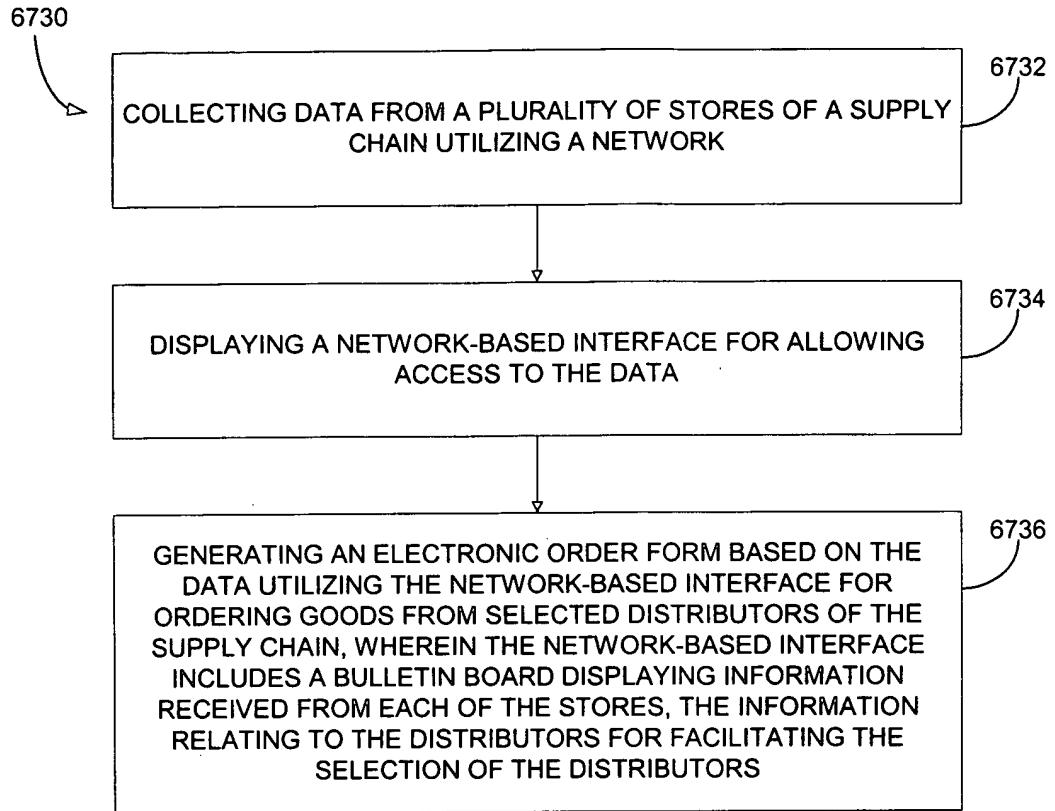 6730
6732
COLLECTING DATA FROM A PLURALITY OF STORES OF A SUPPLY
CHAIN UTILIZING A NETWORK
6734
DISPLAYING A NETWORK-BASED INTERFACE FOR ALLOWING
ACCESS TO THE DATA
6736
GENERATING AN ELECTRONIC ORDER FORM BASED ON THE
DATA UTILIZING THE NETWORK-BASED INTERFACE FOR
ORDERING GOODS FROM SELECTED DISTRIBUTORS OF THE
SUPPLY CHAIN, WHEREIN THE NETWORK-BASED INTERFACE
INCLUDES A BULLETIN BOARD DISPLAYING INFORMATION
RECEIVED FROM EACH OF THE STORES, THE INFORMATION
RELATING TO THE DISTRIBUTORS FOR FACILITATING THE
SELECTION OF THE DISTRIBUTORS